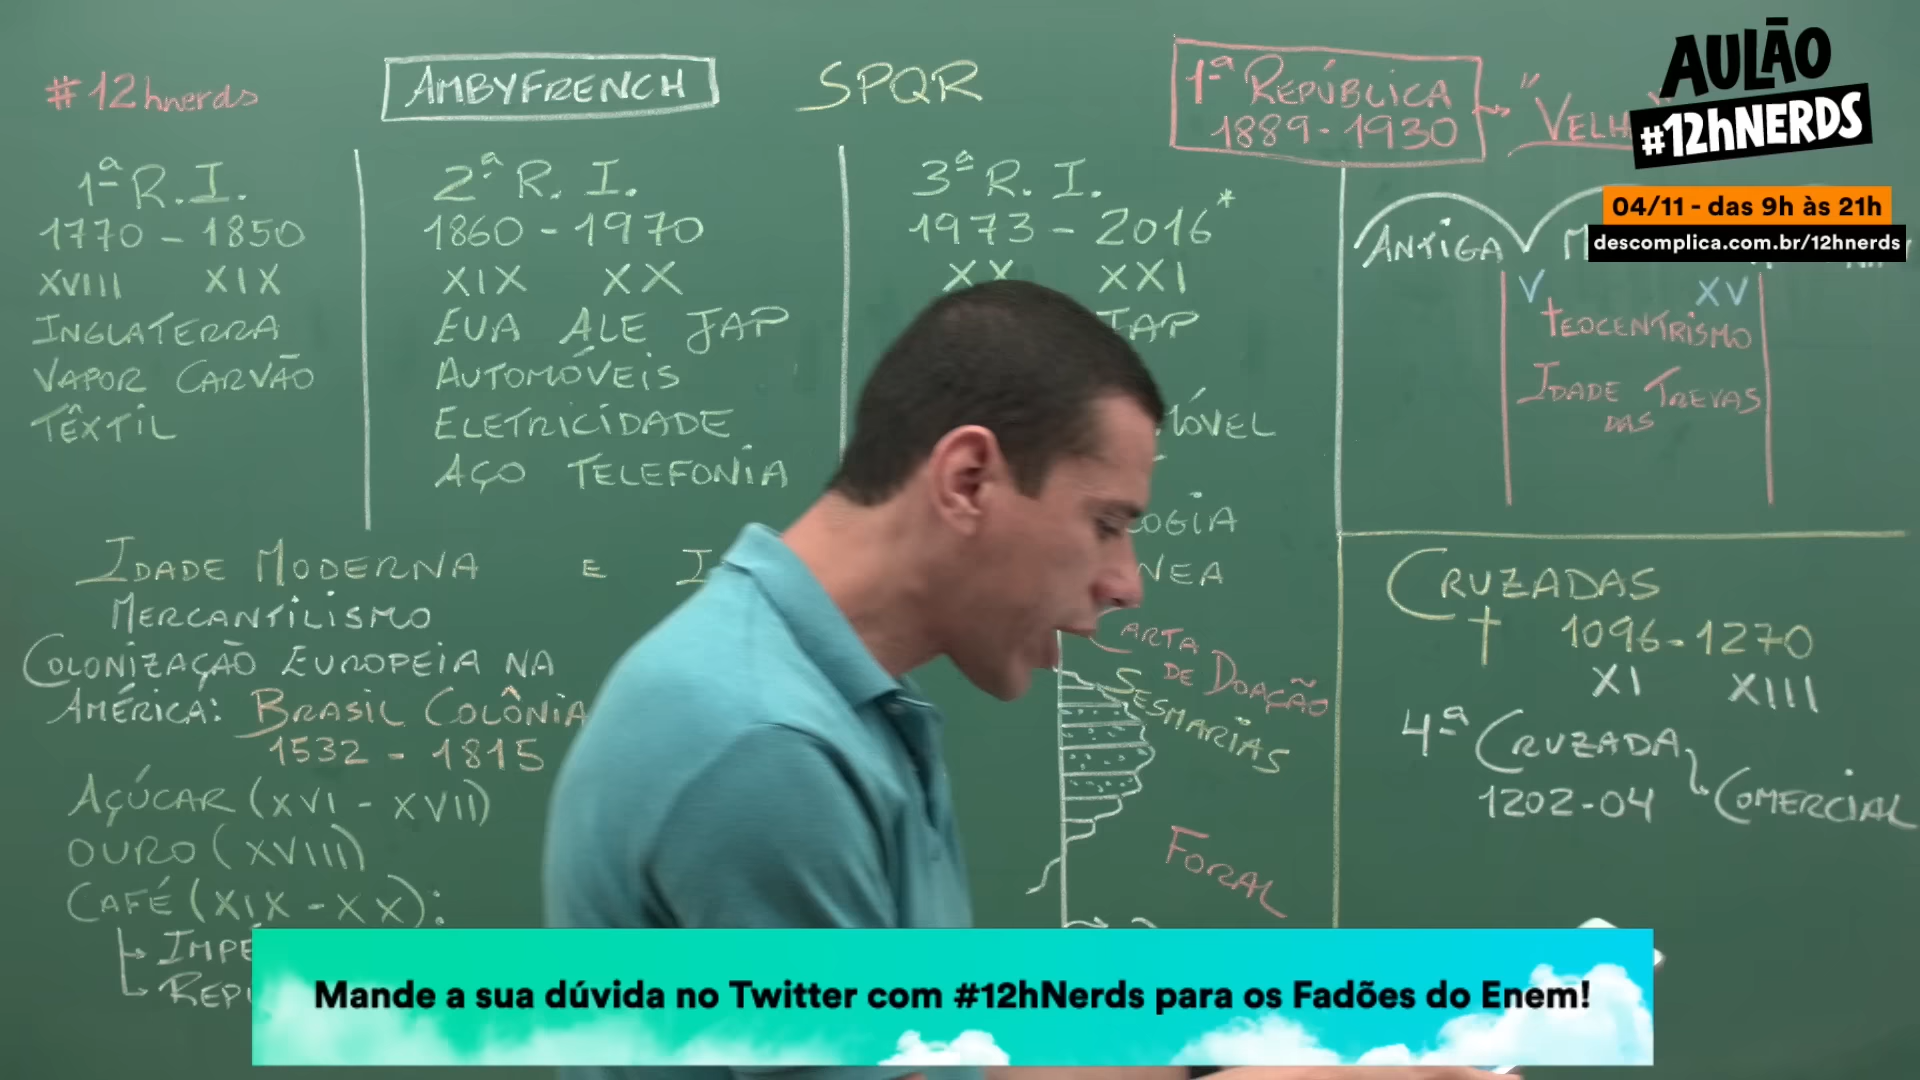 #12hnerds
AMBYFRENCH
SPQR
1ª REPÚBLICA
1889-1930
AULÃO
#12hNERDS
04/11 - das 9h às 21h
descomplica.com.br/12hnerds
1ª R.I.
1770 - 1850
XVIII XIX
INGLATERRA
VAPOR CARVÃO
TÊXTIL
2ª R. I.
1860 - 1970
XIX XX
EUA ALE JAP
AUTOMÓVEIS
ELETRICIDADE
AÇO TELEFONIA
3ª R. I.
1973 - 2016*
XX XXI
JAP
ANTIGA
V XV
TEOCENTRISMO
IDADE DAS TREVAS
IDADE MODERNA E
MERCANTILISMO
COLONIZAÇÃO EUROPEIA NA
AMÉRICA: BRASIL COLÔNIA
1532 - 1815
AÇÚCAR (XVI - XVII)
OURO (XVIII)
CAFÉ (XIX - XX):
CARTA
DE DOAÇÃO
SESMARIAS
FORAL
CRUZADAS
1096-1270
XI XIII
4ª CRUZADA
1202-04 COMERCIAL
Mande a sua dúvida no Twitter com #12hNerds para os Fadões do Enem!